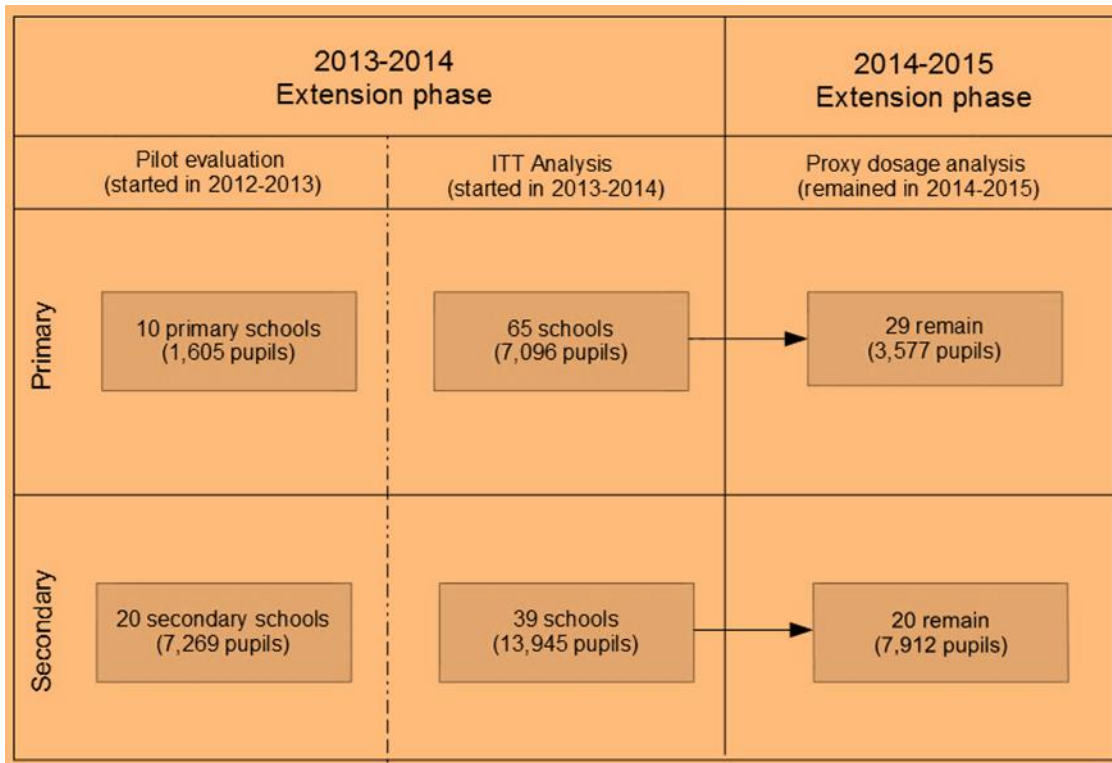 2013-2014
Extension phase
2014-2015
Extension phase
Pilot evaluation
(started in 2012-2013)
ITT Analysis
(started in 2013-2014)
Proxy dosage analysis
(remained in 2014-2015)
Primary
10 primary schools
(1,605 pupils)
65 schools
(7,096 pupils)
29 remain
(3,577 pupils)
Secondary
20 secondary schools
(7,269 pupils)
39 schools
(13,945 pupils)
20 remain
(7,912 pupils)